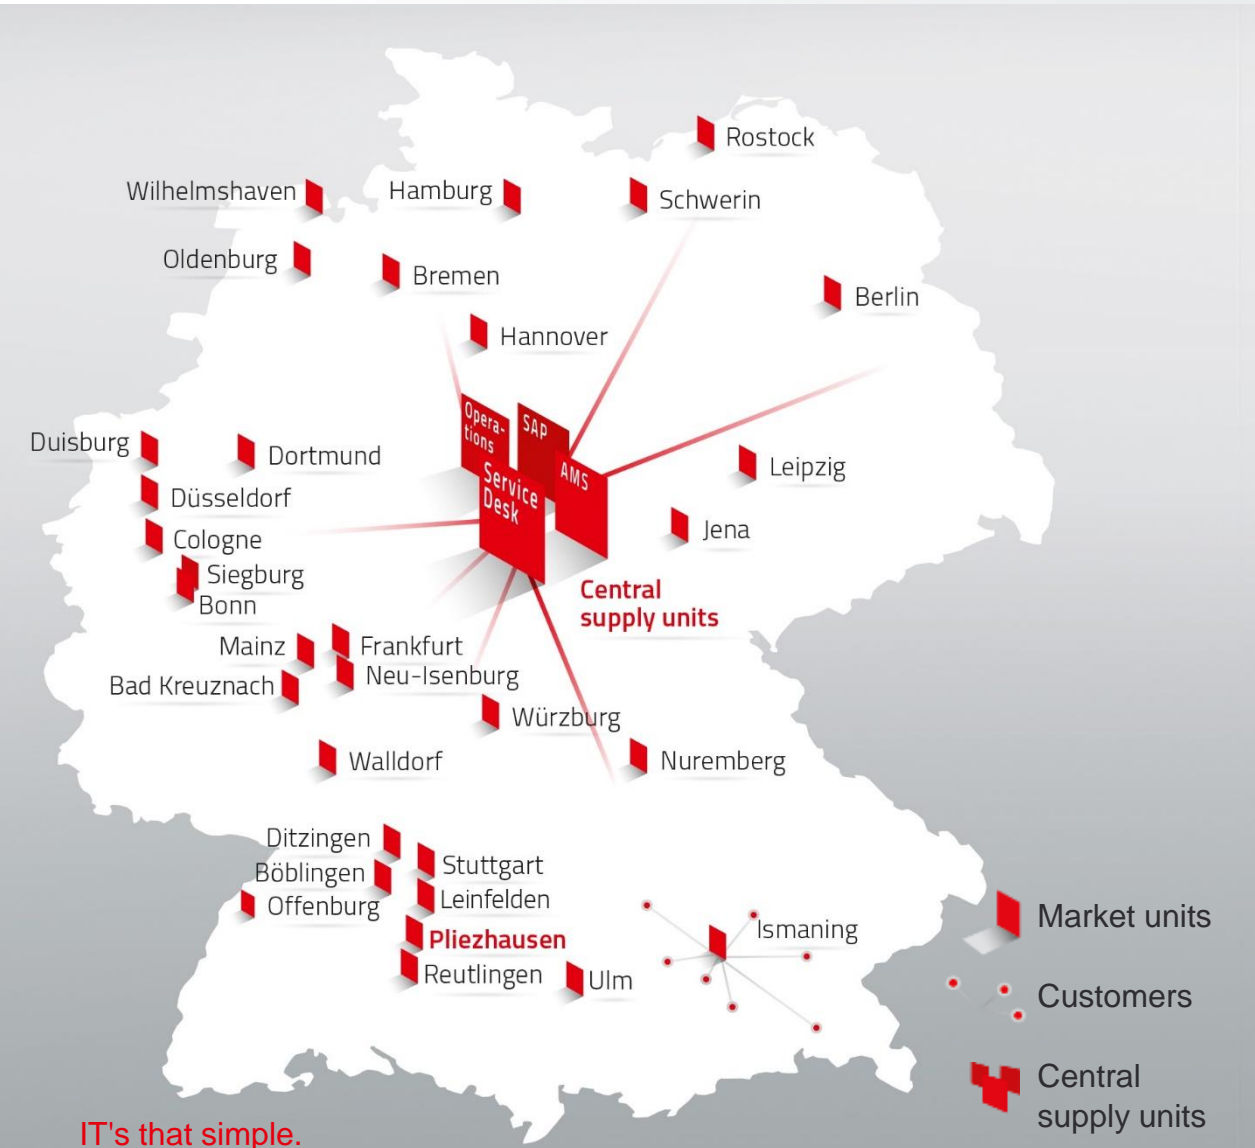 Rostock
Wilhelmshaven
Hamburg
Schwerin
Oldenburg
Bremen
Berlin
Hannover
Opera-
tions
SAP
AMS
Service
Desk
Duisburg
Dortmund
Leipzig
Düsseldorf
Jena
Cologne
Siegburg
Bonn
Central
supply units
Mainz
Frankfurt
Neu-Isenburg
Bad Kreuznach
Würzburg
Walldorf
Nuremberg
Ditzingen
Stuttgart
Böblingen
Leinfelden
Offenburg
Pliezhausen
Reutlingen
Ulm
Ismaning
Market units
Customers
Central
supply units
IT's that simple.